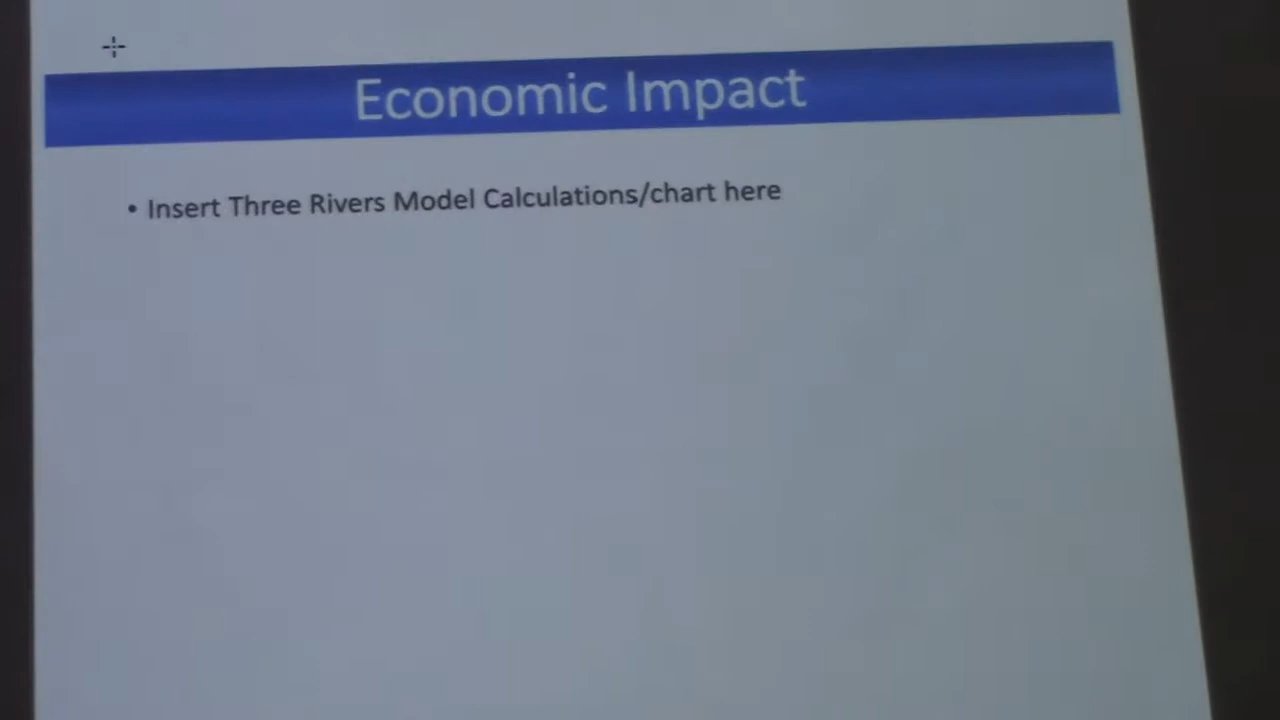 Economic Impact
• Insert Three Rivers Model Calculations/chart here